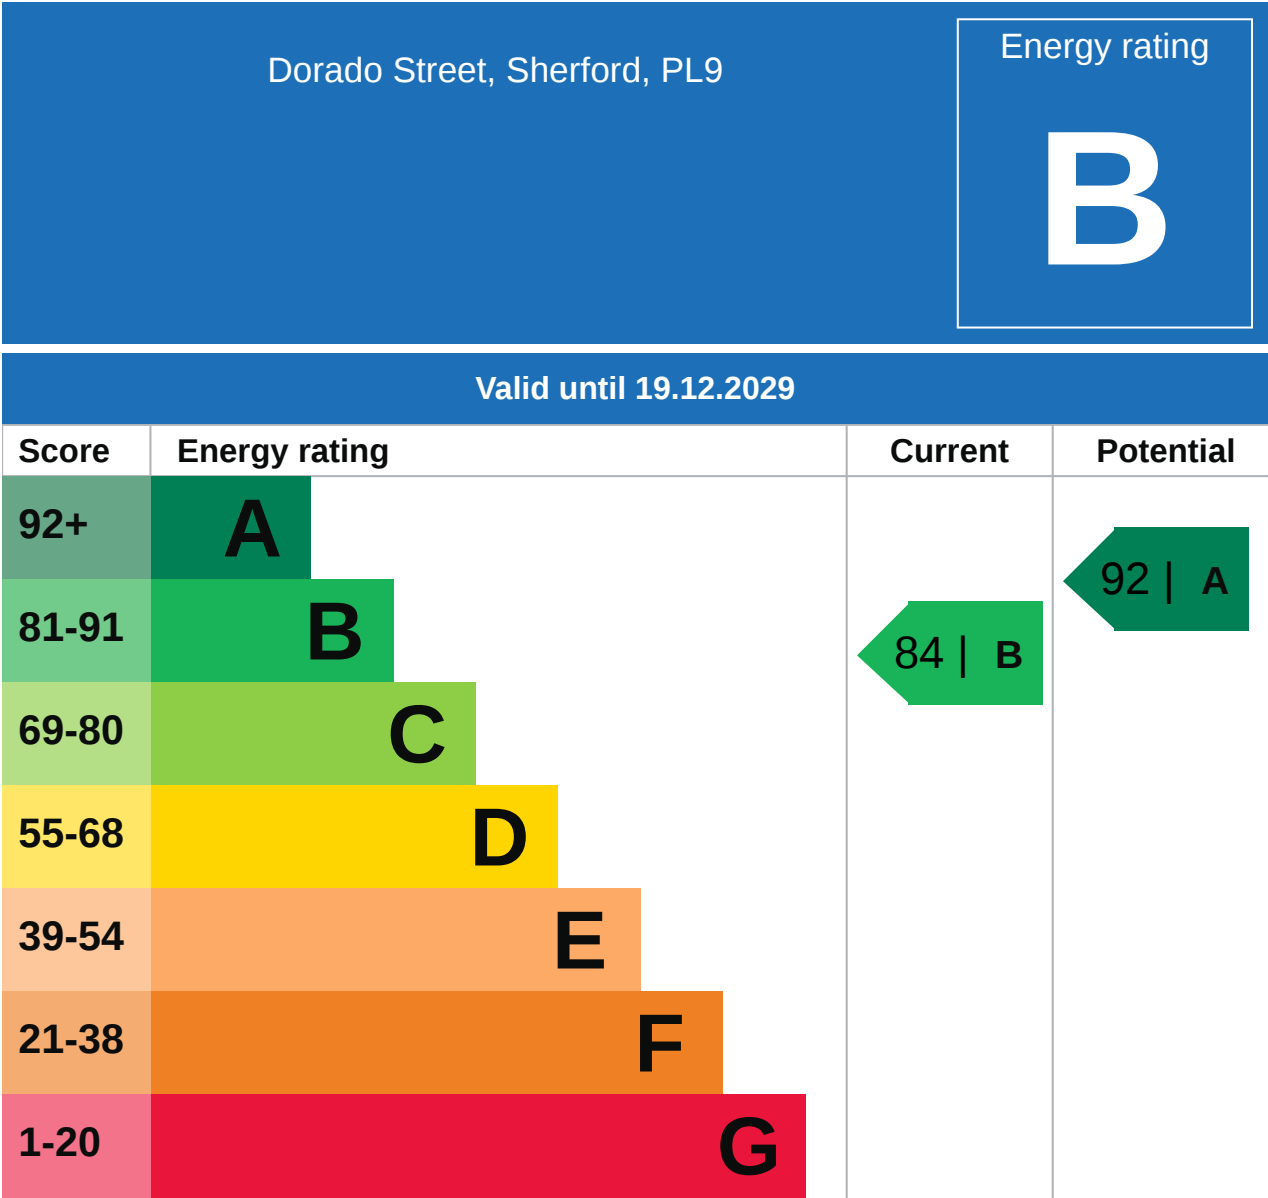 Dorado Street, Sherford, PL9
Energy rating
B
Valid until 19.12.2029
Score Energy rating Current Potential
92+ A
92 | A
81-91 B
84 | B
69-80 C
55-68 D
39-54 E
21-38 F
1-20 G